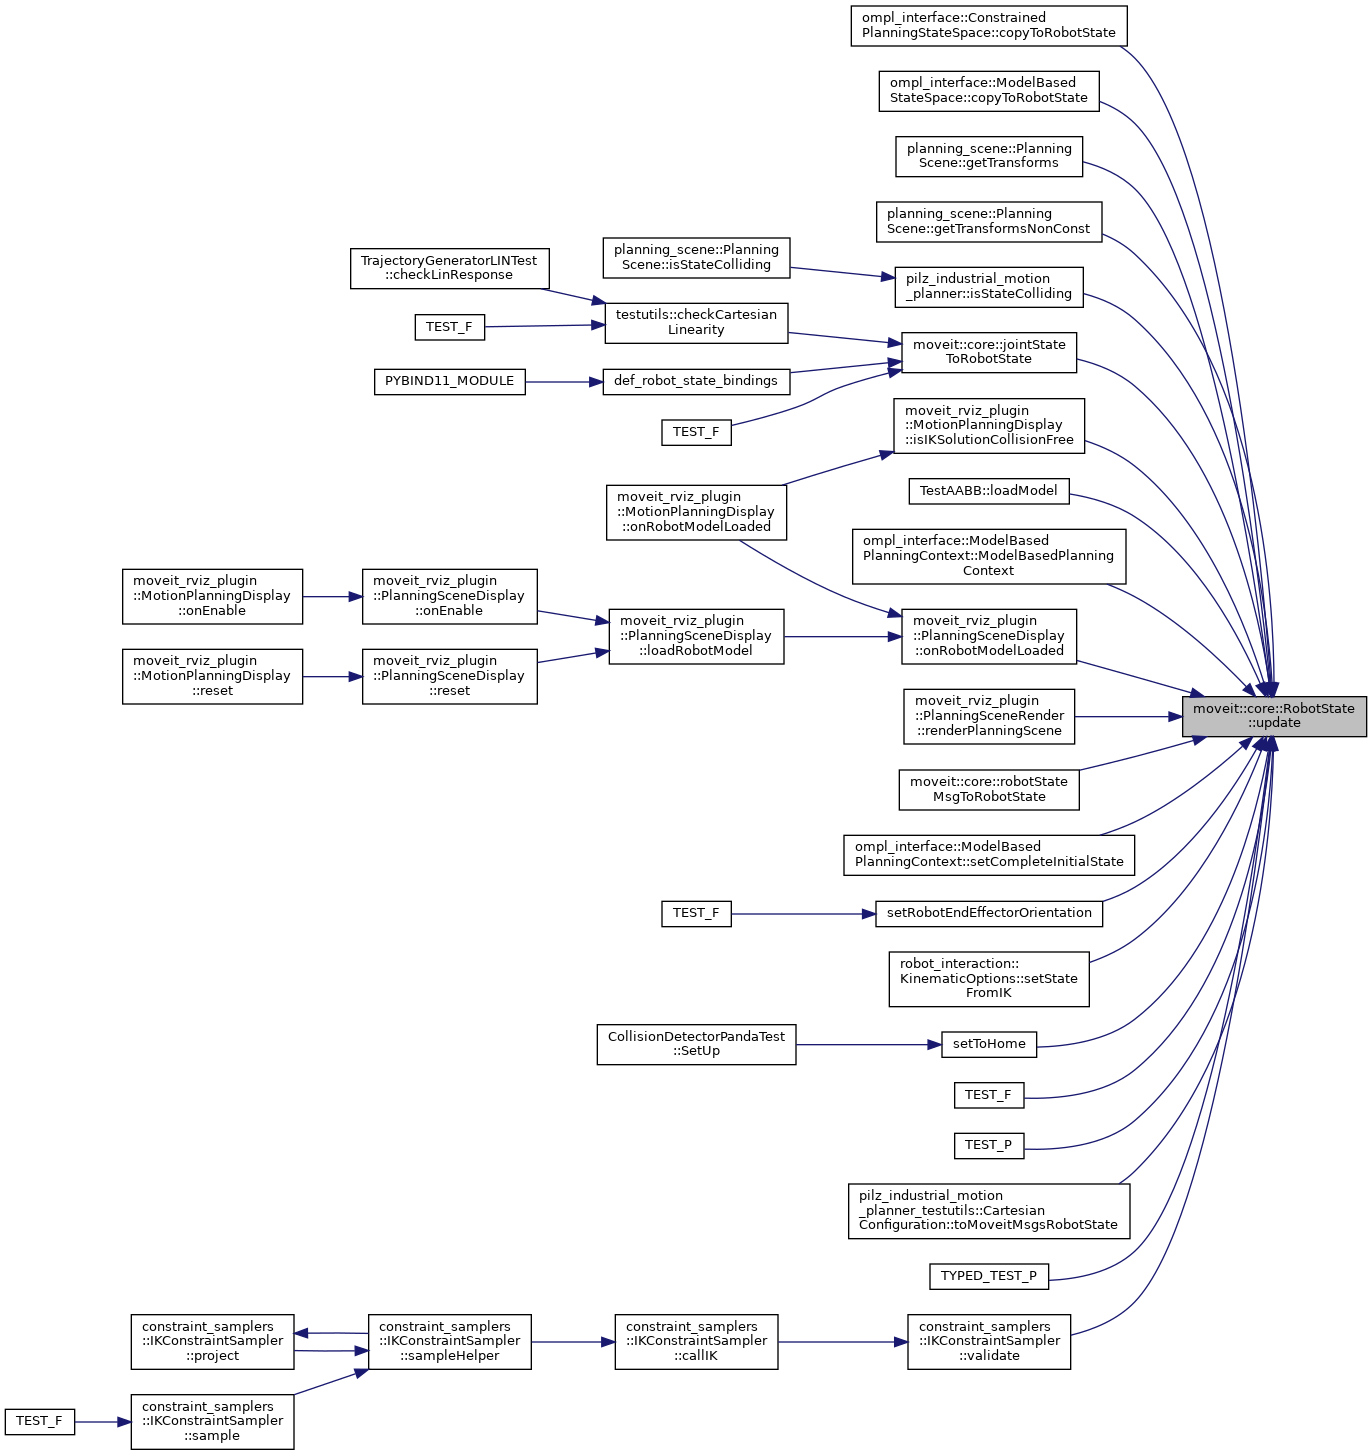 ompl_interface::Constrained
PlanningStateSpace::copyToRobotState
ompl_interface::ModelBased
StateSpace::copyToRobotState
planning_scene::Planning
Scene::getTransforms
planning_scene::Planning
Scene::getTransformsNonConst
planning_scene::Planning
Scene::isStateColliding
pilz_industrial_motion
_planner::isStateColliding
TrajectoryGeneratorLINTest
::checkLinResponse
testutils::checkCartesian
Linearity
TEST_F
moveit::core::jointState
ToRobotState
PYBIND11_MODULE
def_robot_state_bindings
TEST_F
moveit_rviz_plugin
::MotionPlanningDisplay
::isIKSolutionCollisionFree
TestAABB::loadModel
moveit_rviz_plugin
::MotionPlanningDisplay
::onRobotModelLoaded
ompl_interface::ModelBased
PlanningContext::ModelBasedPlanning
Context
moveit_rviz_plugin
::MotionPlanningDisplay
::onEnable
moveit_rviz_plugin
::PlanningSceneDisplay
::onEnable
moveit_rviz_plugin
::PlanningSceneDisplay
::loadRobotModel
moveit_rviz_plugin
::PlanningSceneDisplay
::onRobotModelLoaded
moveit_rviz_plugin
::MotionPlanningDisplay
::reset
moveit_rviz_plugin
::PlanningSceneDisplay
::reset
moveit_rviz_plugin
::PlanningSceneRender
::renderPlanningScene
moveit::core::RobotState
::update
moveit::core::robotState
MsgToRobotState
ompl_interface::ModelBased
PlanningContext::setCompleteInitialState
TEST_F
setRobotEndEffectorOrientation
robot_interaction::
KinematicOptions::setState
FromIK
CollisionDetectorPandaTest
::SetUp
setToHome
TEST_F
TEST_P
pilz_industrial_motion
_planner_testutils::Cartesian
Configuration::toMoveitMsgsRobotState
TYPED_TEST_P
constraint_samplers
::IKConstraintSampler
::project
constraint_samplers
::IKConstraintSampler
::sampleHelper
constraint_samplers
::IKConstraintSampler
::callIK
constraint_samplers
::IKConstraintSampler
::validate
TEST_F
constraint_samplers
::IKConstraintSampler
::sample